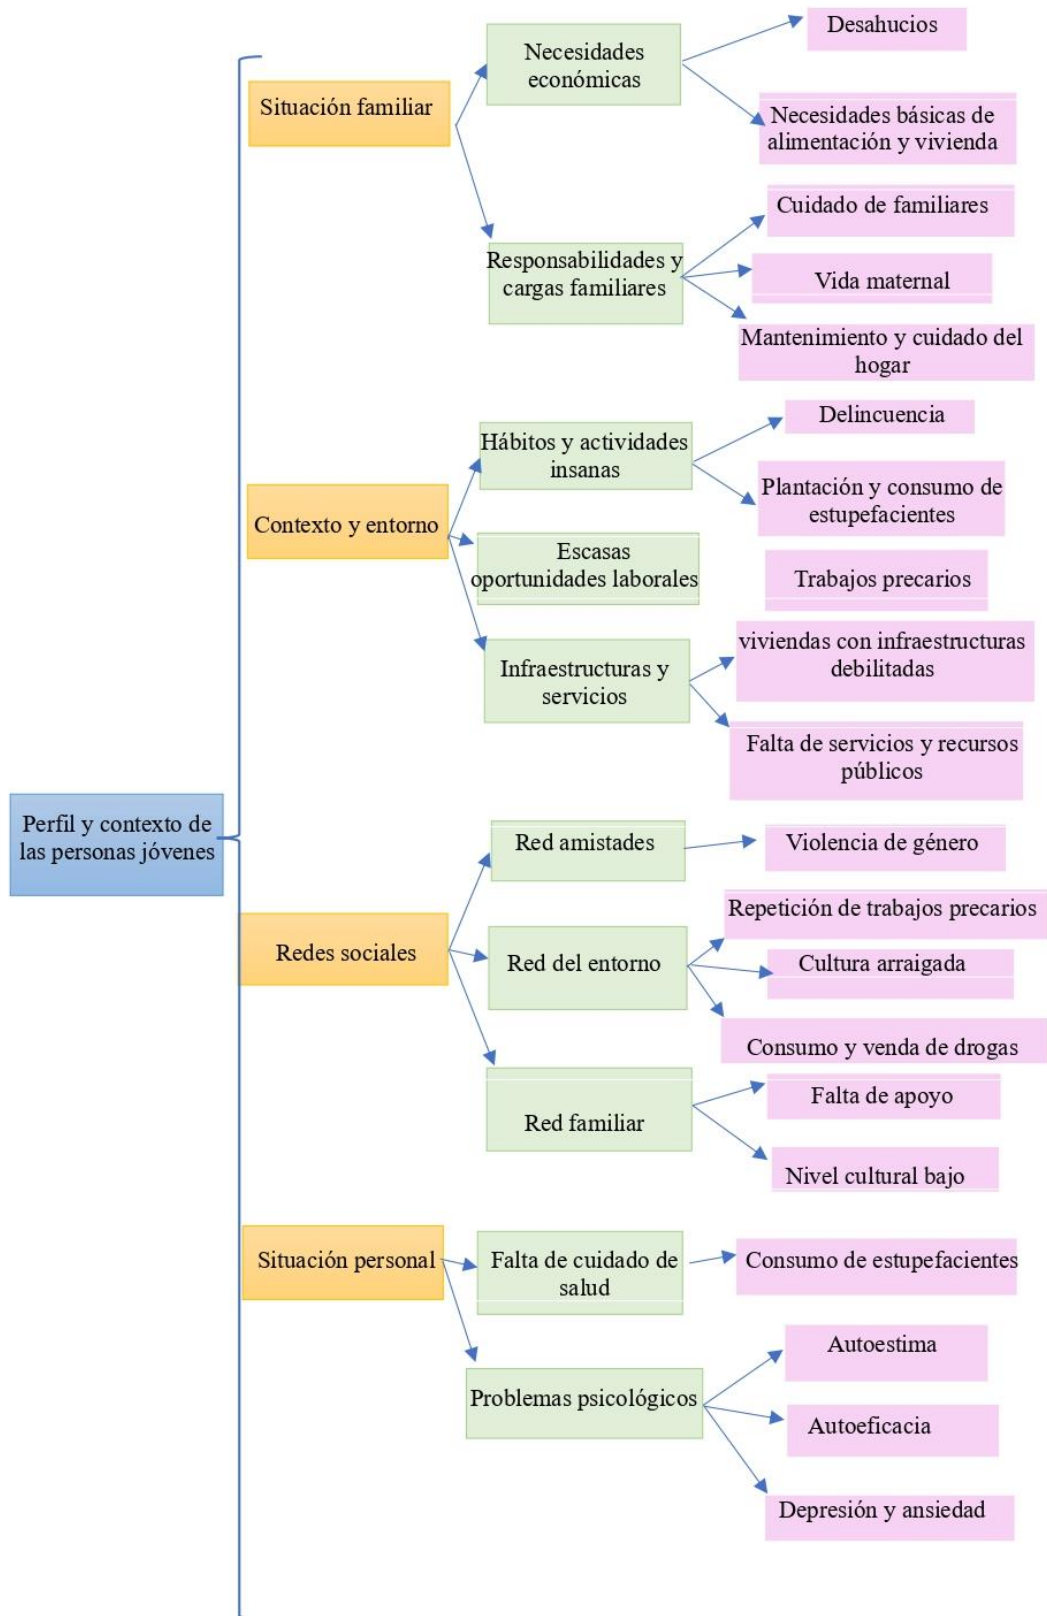 Perfil y contexto de
las personas jóvenes
Situación familiar
Necesidades
económicas
Desahucios
Necesidades básicas de
alimentación y vivienda
Responsabilidades y
cargas familiares
Cuidado de familiares
Vida maternal
Mantenimiento y cuidado del
hogar
Contexto y entorno
Hábitos y actividades
insanas
Delincuencia
Plantación y consumo de
estupefacientes
Escasas
oportunidades laborales
Trabajos precarios
Infraestructuras y
servicios
viviendas con infraestructuras
debilitadas
Falta de servicios y recursos
públicos
Redes sociales
Red amistades
Violencia de género
Red del entorno
Repetición de trabajos precarios
Cultura arraigada
Consumo y venda de drogas
Red familiar
Falta de apoyo
Nivel cultural bajo
Situación personal
Falta de cuidado de
salud
Consumo de estupefacientes
Problemas psicológicos
Autoestima
Autoeficacia
Depresión y ansiedad